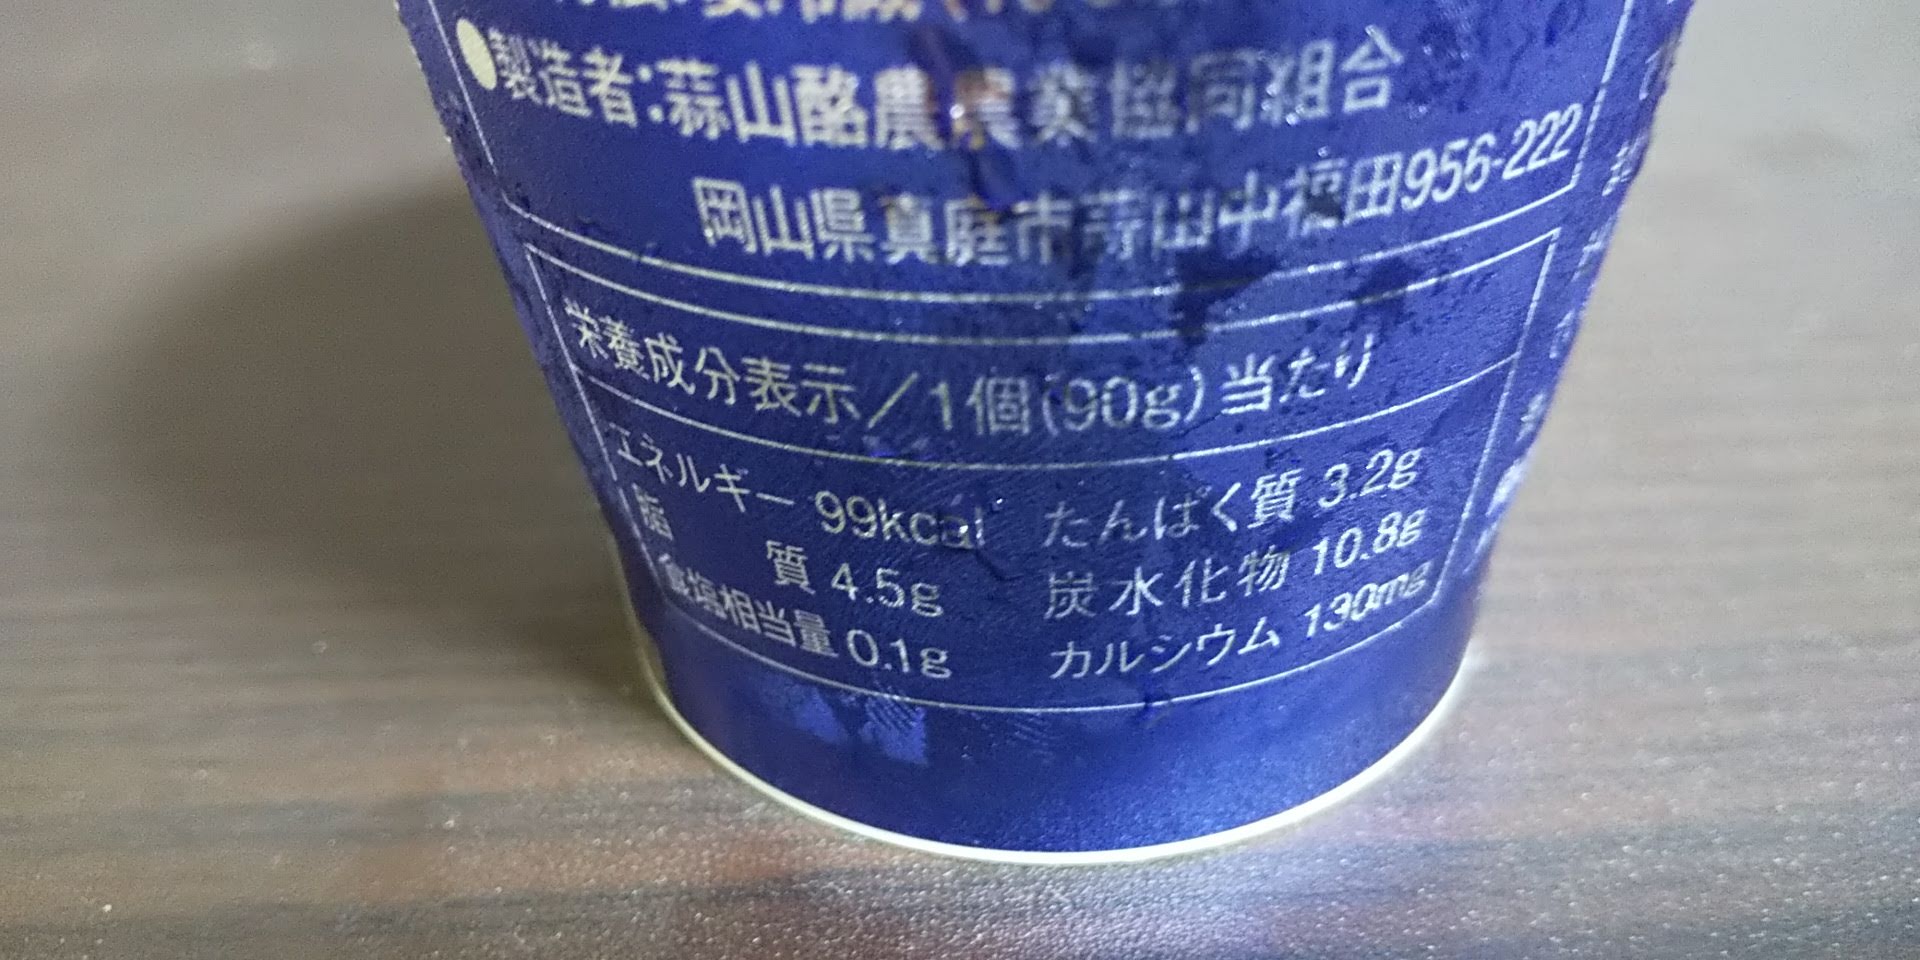 ●製造者:蒜山酪農農業協同組合
岡山県真庭市蒜山中福田956-222
栄養成分表示/1個(90g)当たり
エネルギー 99kcal たんぱく質 3.2g
脂 質 4.5g 炭水化物 10.8g
食塩相当量 0.1g カルシウム 130mg